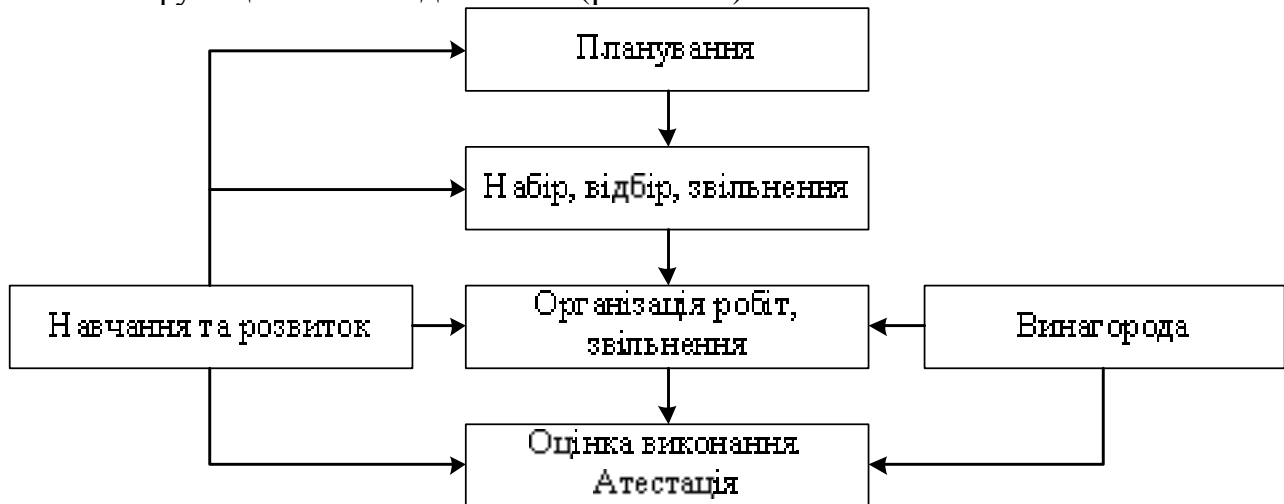 Планування
Набір, відбір, звільнення
Навчання та розвиток
Організація робіт,
звільнення
Винагорода
Оцінка виконання
Атестація